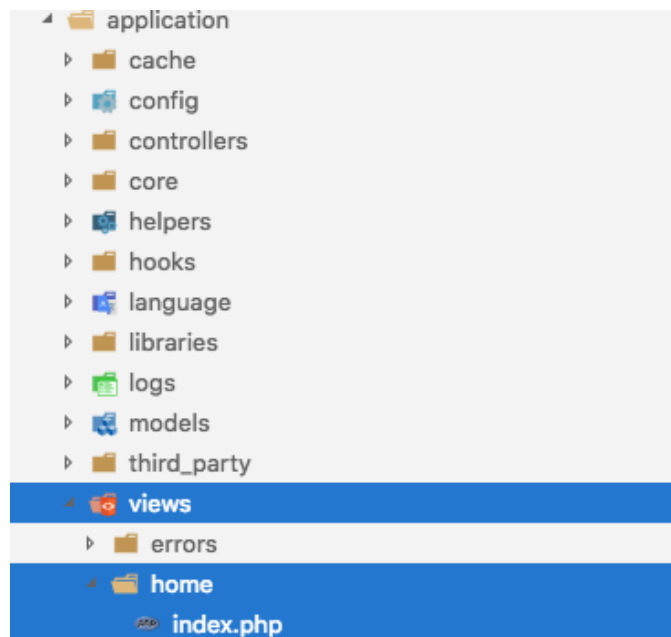 application
cache
config
controllers
core
helpers
hooks
language
libraries
logs
models
third_party
views
errors
home
index.php